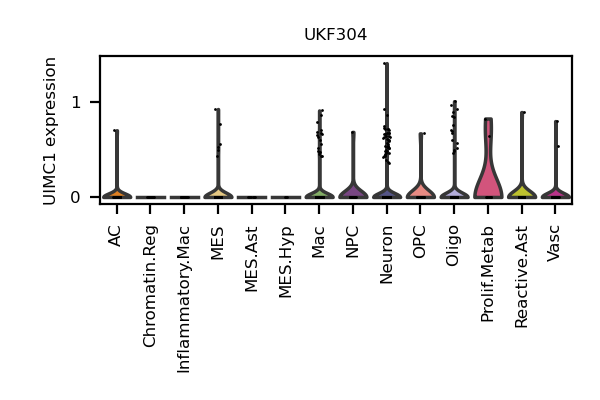 UKF304
UIMC1 expression
1
0
AC
Chromatin.Reg
Inflammatory.Mac
MES
MES.Ast
MES.Hyp
Mac
NPC
Neuron
OPC
Oligo
Prolif.Metab
Reactive.Ast
Vasc